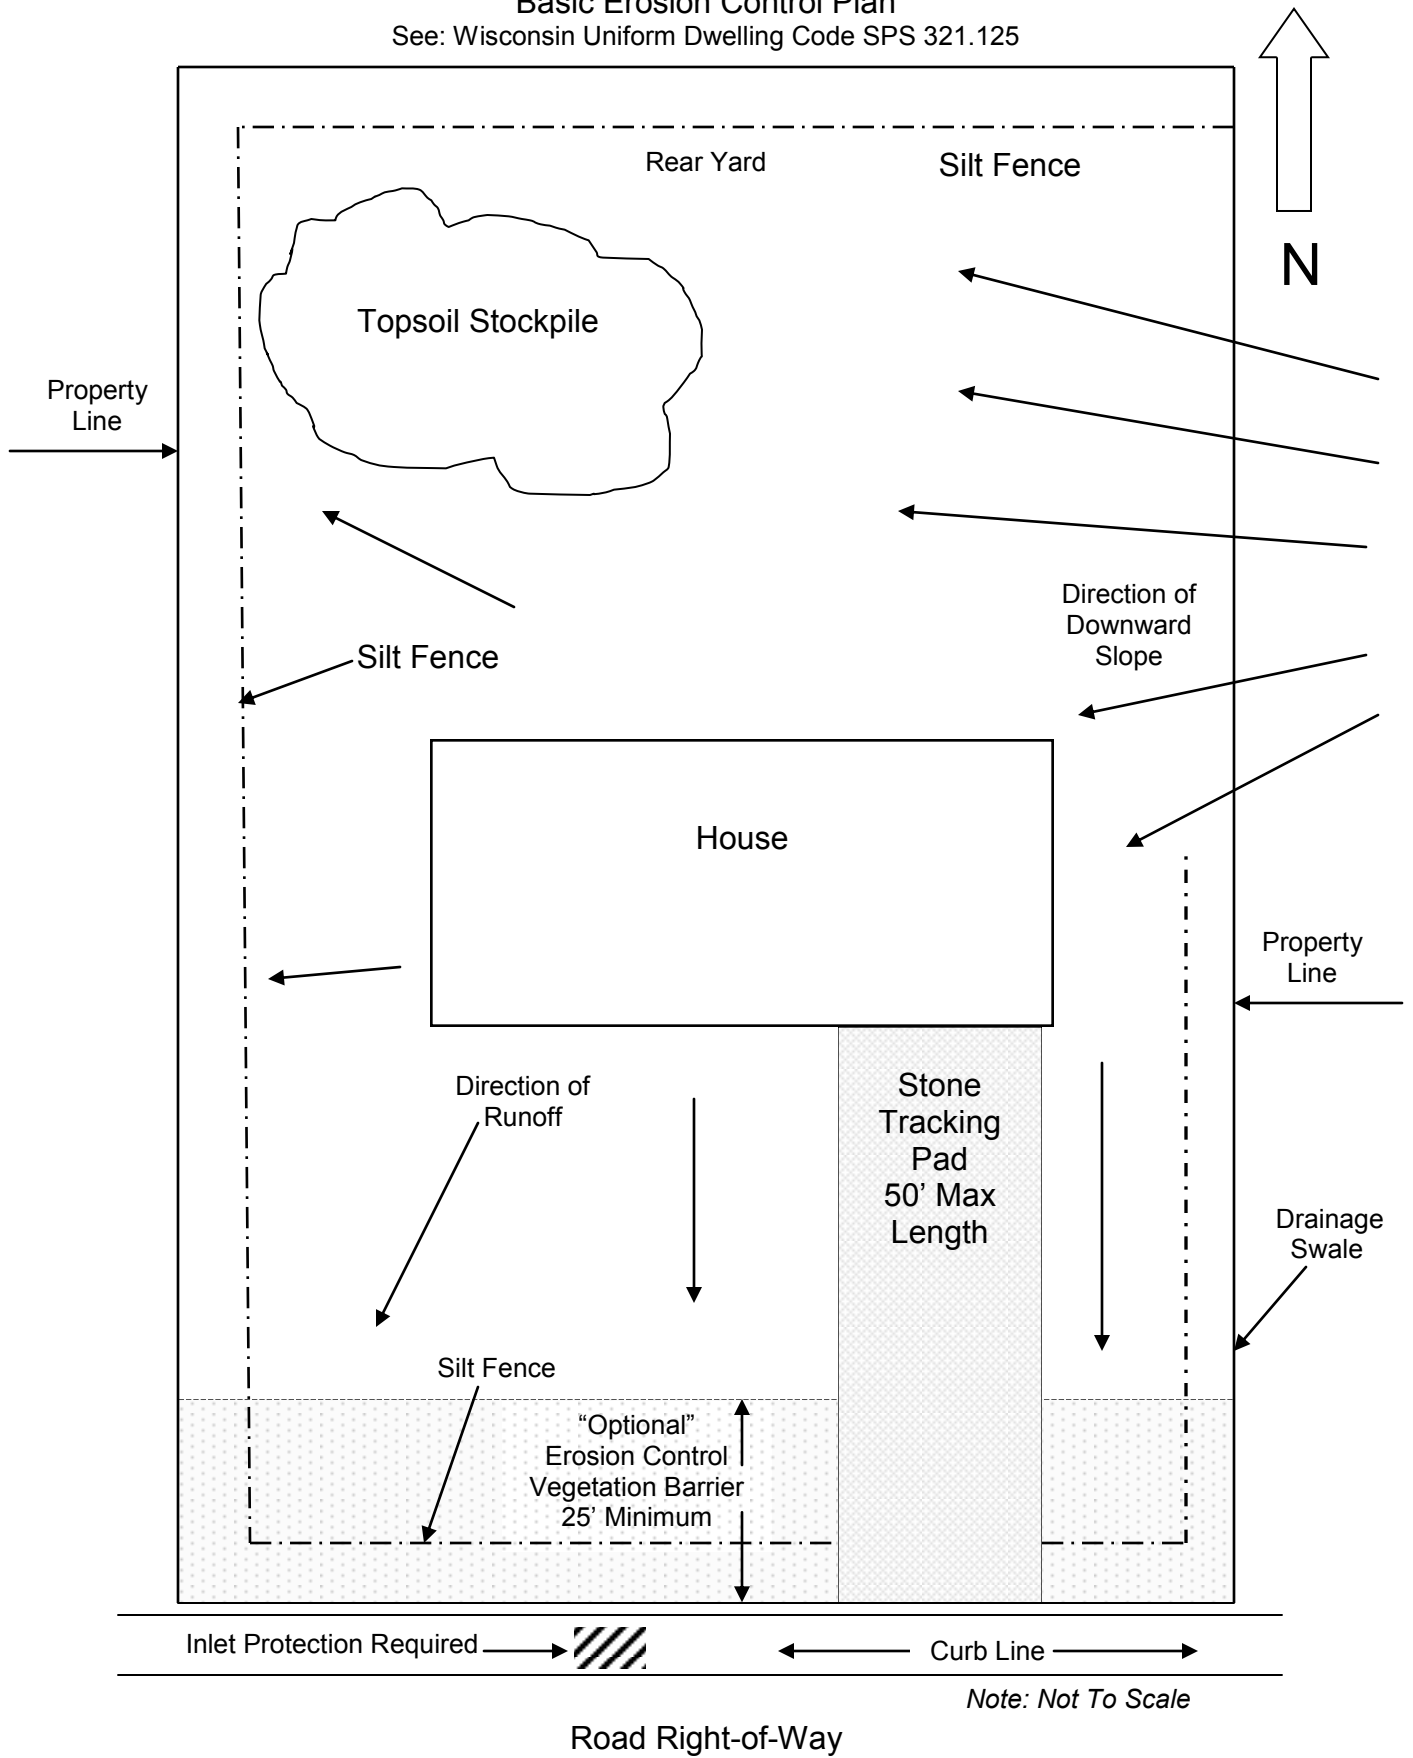 Basic Erosion Control Plan
See: Wisconsin Uniform Dwelling Code SPS 321.125
Rear Yard
Silt Fence
N
Topsoil Stockpile
Property
Line
Direction of
Downward
Slope
Silt Fence
House
Property
Line
Direction of
Runoff
Stone
Tracking
Pad
50’ Max
Length
Drainage
Swale
Silt Fence
“Optional”
Erosion Control
Vegetation Barrier
25’ Minimum
Inlet Protection Required
Curb Line
Note: Not To Scale
Road Right-of-Way